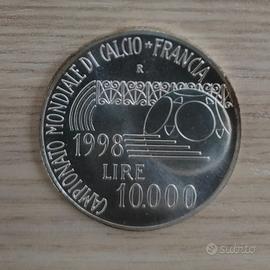 CAMPIONATO MONDIALE DI CALCIO • FRANCIA
R
1998
LIRE
10.000
subito